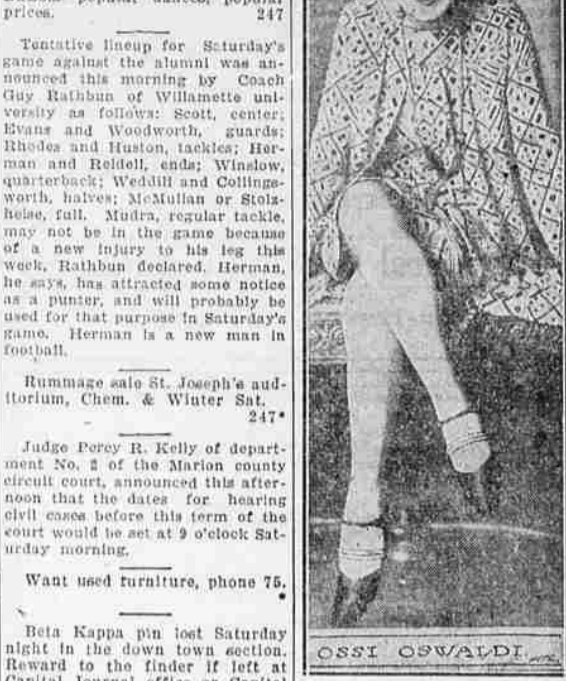 prices. 247
Tentative lineup for Saturday's
game against the alumni was an-
nounced this morning by Coach
Guy Rathbun of Willamette uni-
versity as follows: Scott, center;
Evans and Woodworth, guards;
Rhodes and Huston, tackles; Her-
man and Reidell, ends; Winslow,
quarterback; Weddill and Collings-
worth, halves; McMullan or Stolz-
heise, full. Mudra, regular tackle,
may not be in the game because
of a new injury to his leg this
week, Rathbun declared. Herman,
he says, has attracted some notice
as a punter, and will probably be
used for that purpose in Saturday's
game. Herman is a new man in
football.
Rummage sale St. Joseph's aud-
itorium, Chem. & Winter Sat.
247*
Judge Percy R. Kelly of depart-
ment No. 2 of the Marion county
circuit court, announced this after-
noon that the dates for hearing
civil cases before this term of the
court would be set at 9 o'clock Sat-
urday morning.
Want used furniture, phone 75.
*
Beta Kappa pin lost Saturday
night in the down town section.
Reward to the finder if left at
Capital Journal office or Capital
OSSI OSWALDI